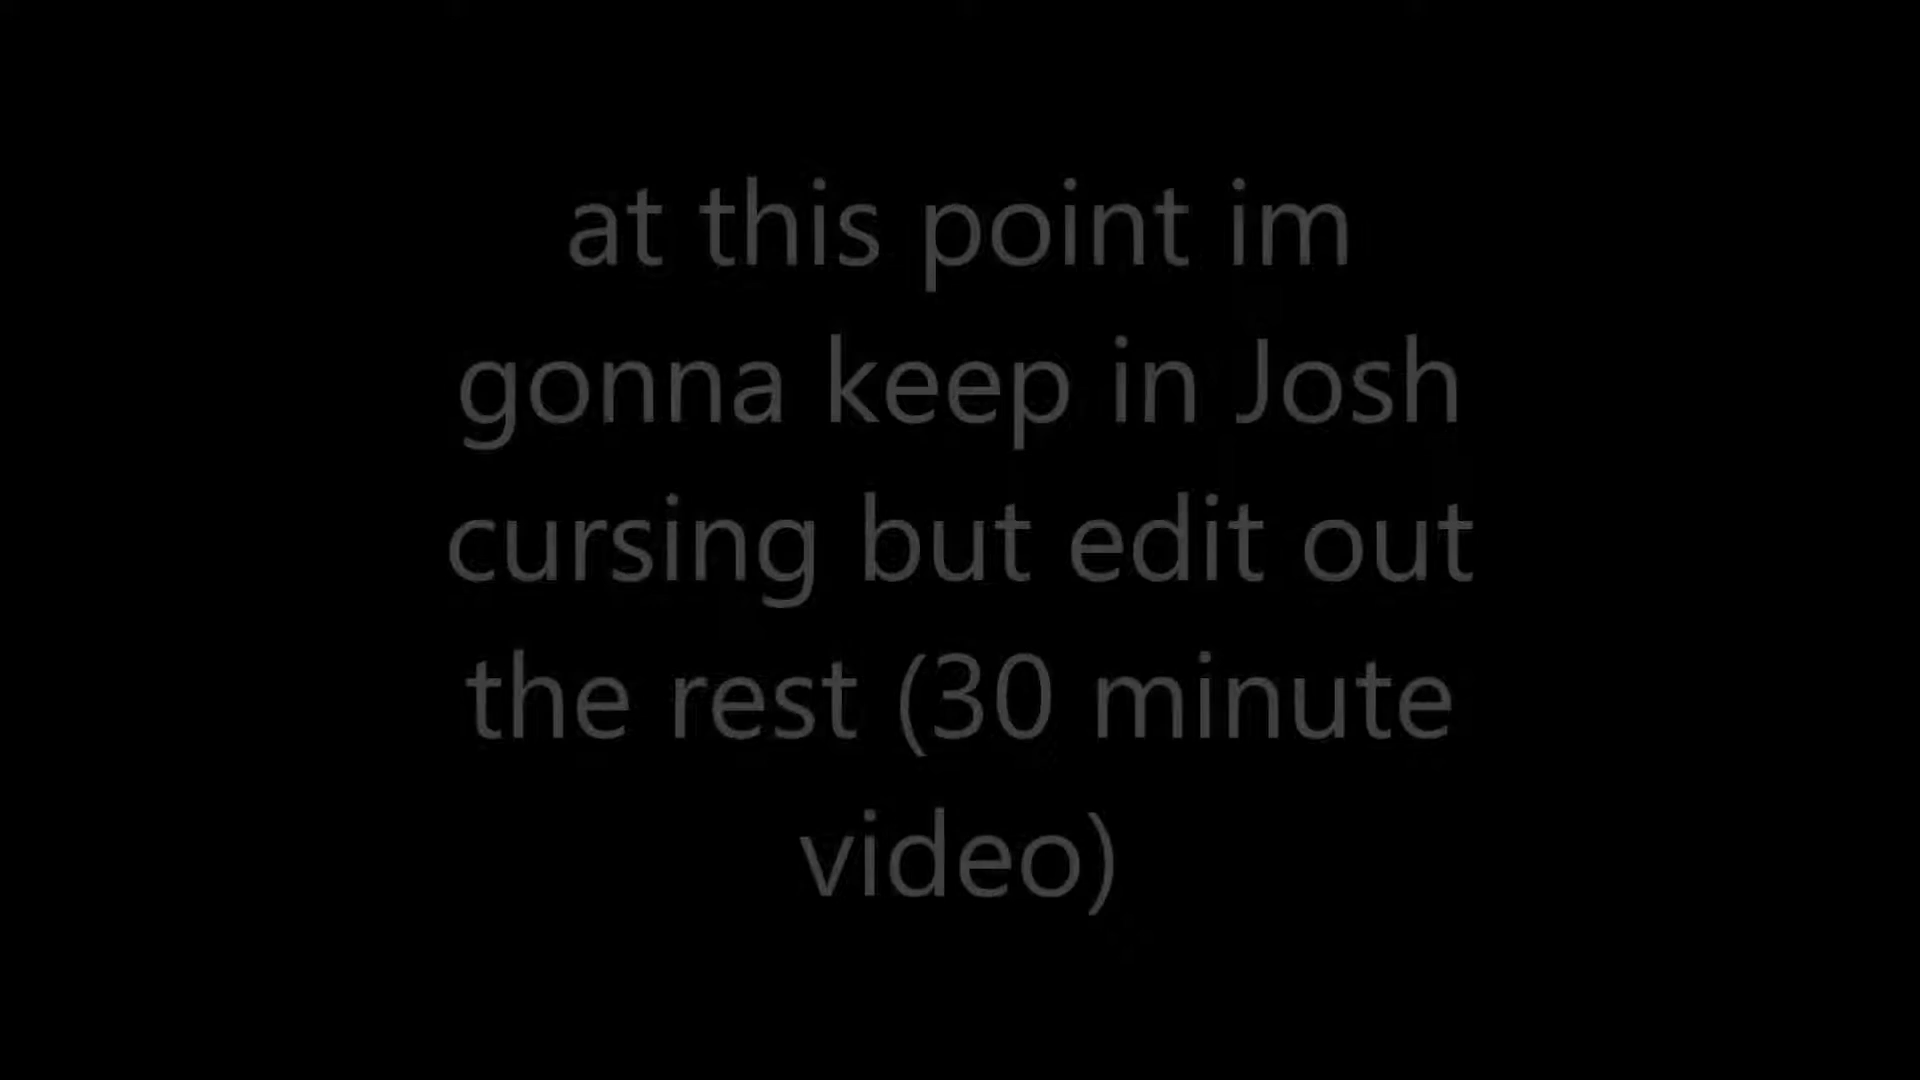 at this point im
gonna keep in Josh
cursing but edit out
the rest (30 minute
video)